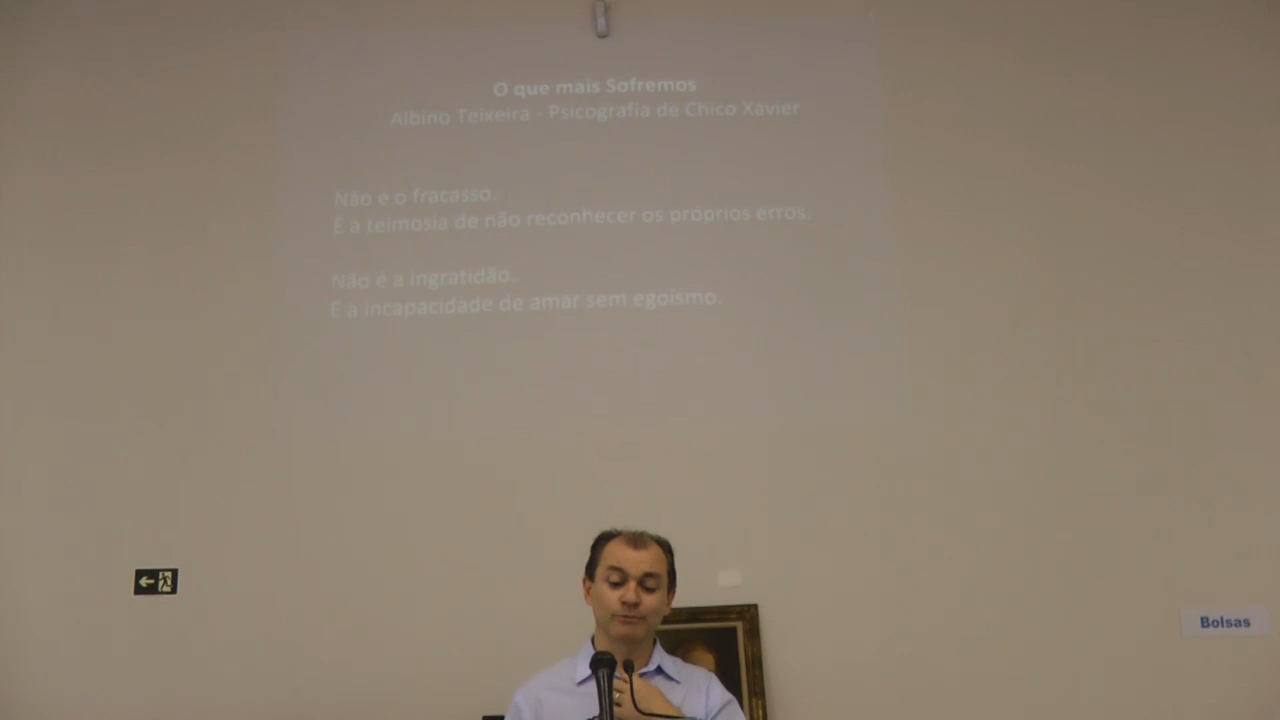 O que mais Sofremos
Albino Teixeira - Psicografia de Chico Xavier
Não é o fracasso.
É a teimosia de não reconhecer os próprios erros.
Não é a ingratidão.
É a incapacidade de amar sem egoísmo.
Bolsas